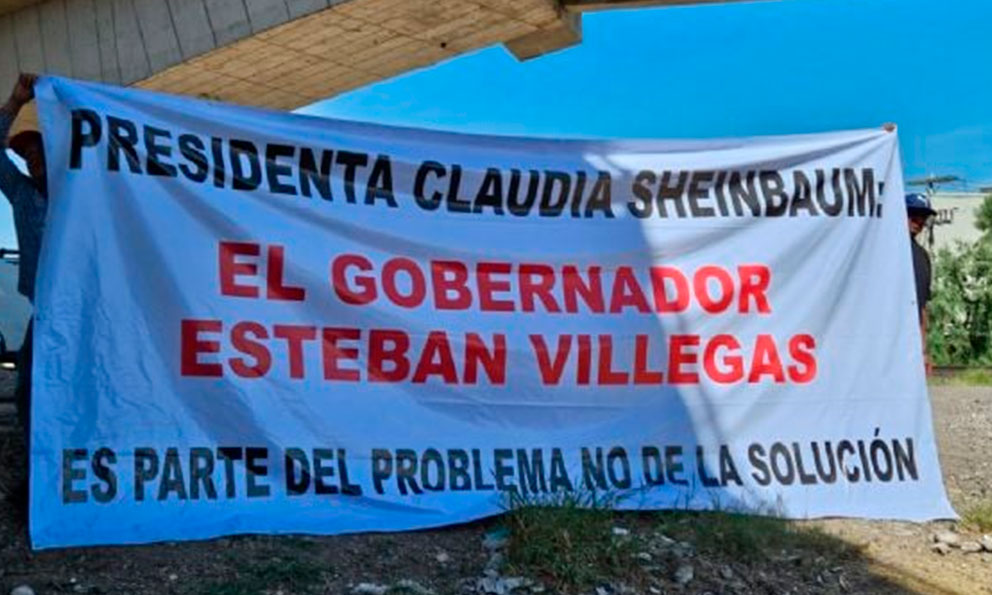 PRESIDENTA CLAUDIA SHEINBAUM:
EL GOBERNADOR
ESTEBAN VILLEGAS
ES PARTE DEL PROBLEMA NO DE LA SOLUCIÓN